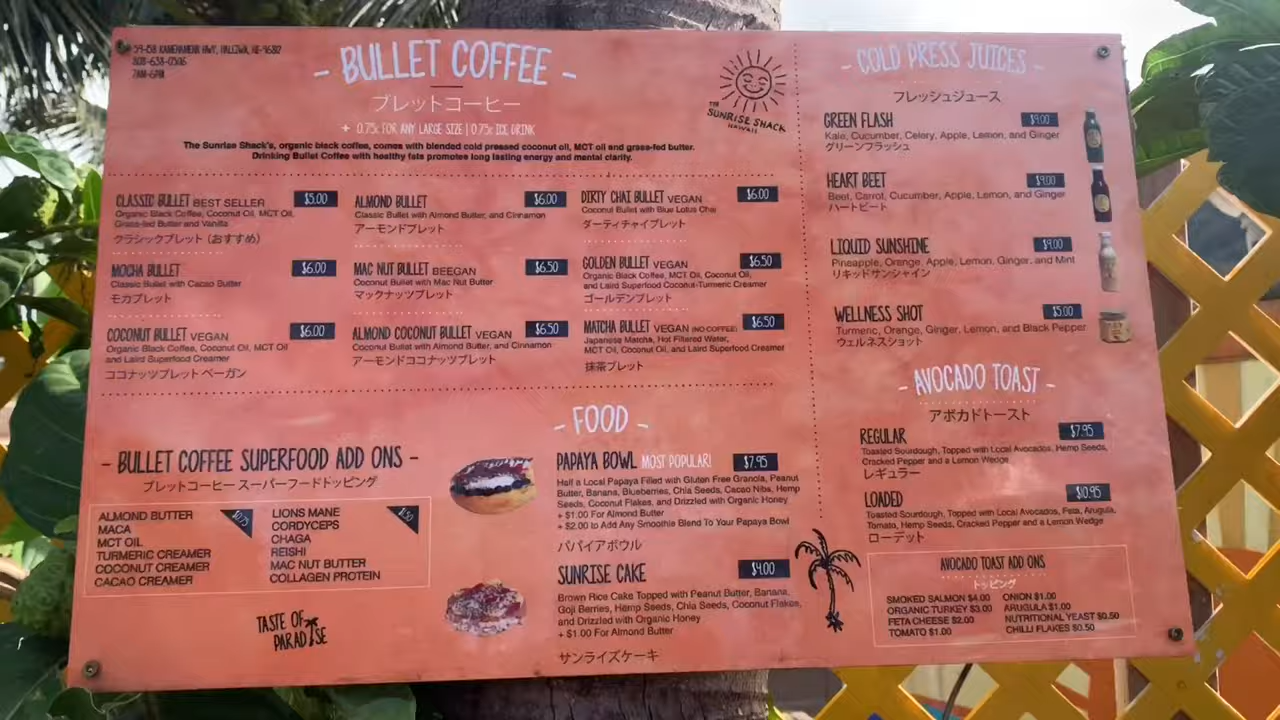 59-158 KAMEHAMEHA HWY, HALEIWA, HI-96712
808-638-0506
7AM-6PM
- BULLET COFFEE -
ブレットコーヒー
+ 0.75¢ FOR ANY LARGE SIZE | 0.75¢ ICE DRINK
The Sunrise Shack's, organic black coffee, comes with blended cold pressed coconut oil, MCT oil and grass-fed butter.
Drinking Bullet Coffee with healthy fats promotes long lasting energy and mental clarity.
THE
SUNRISE SHACK
HAWAII
CLASSIC BULLET BEST SELLER $5.00
Organic Black Coffee, Coconut Oil, MCT Oil,
Grass-fed Butter and Vanilla
クラシックブレット (おすすめ)
MOCHA BULLET $6.00
Classic Bullet with Cacao Butter
モカブレット
COCONUT BULLET VEGAN $6.00
Organic Black Coffee, Coconut Oil, MCT Oil
and Laird Superfood Creamer
ココナッツブレット ベーガン
ALMOND BULLET $6.00
Classic Bullet with Almond Butter, and Cinnamon
アーモンドブレット
MAC NUT BULLET BEEGAN $6.50
Coconut Bullet with Mac Nut Butter
マックナッツブレット
ALMOND COCONUT BULLET VEGAN $6.50
Coconut Bullet with Almond Butter, and Cinnamon
アーモンドココナッツブレット
DIRTY CHAI BULLET VEGAN $6.00
Coconut Bullet with Blue Lotus Chai
ダーティチャイブレット
GOLDEN BULLET VEGAN $6.50
Organic Black Coffee, MCT Oil, Coconut Oil,
and Laird Superfood Coconut-Turmeric Creamer
ゴールデンブレット
MATCHA BULLET VEGAN (NO COFFEE) $6.50
Japanese Matcha, Hot Filtered Water,
MCT Oil, Coconut Oil, and Laird Superfood Creamer
抹茶ブレット
- BULLET COFFEE SUPERFOOD ADD ONS -
ブレットコーヒー スーパーフードドッピング
$0.75
ALMOND BUTTER
MACA
MCT OIL
TURMERIC CREAMER
COCONUT CREAMER
CACAO CREAMER
$1.50
LIONS MANE
CORDYCEPS
CHAGA
REISHI
MAC NUT BUTTER
COLLAGEN PROTEIN
TASTE OF
PARADISE
- FOOD -
PAPAYA BOWL MOST POPULAR! $7.95
Half a Local Papaya Filled with Gluten Free Granola, Peanut
Butter, Banana, Blueberries, Chia Seeds, Cacao Nibs, Hemp
Seeds, Coconut Flakes, and Drizzled with Organic Honey
+ $1.00 For Almond Butter
+ $2.00 to Add Any Smoothie Blend To Your Papaya Bowl
パパイアボウル
SUNRISE CAKE $4.00
Brown Rice Cake Topped with Peanut Butter, Banana,
Goji Berries, Hemp Seeds, Chia Seeds, Coconut Flakes,
and Drizzled with Organic Honey
+ $1.00 For Almond Butter
サンライズケーキ
- COLD PRESS JUICES -
フレッシュジュース
GREEN FLASH $9.00
Kale, Cucumber, Celery, Apple, Lemon, and Ginger
グリーンフラッシュ
HEART BEET $9.00
Beet, Carrot, Cucumber, Apple, Lemon, and Ginger
ハートビート
LIQUID SUNSHINE $9.00
Pineapple, Orange, Apple, Lemon, Ginger, and Mint
リキッドサンシャイン
WELLNESS SHOT $5.00
Turmeric, Orange, Ginger, Lemon, and Black Pepper
ウェルネスショット
- AVOCADO TOAST -
アボカドトースト
REGULAR $7.95
Toasted Sourdough, Topped with Local Avocados, Hemp Seeds,
Cracked Pepper and a Lemon Wedge
レギュラー
LOADED $10.95
Toasted Sourdough, Topped with Local Avocados, Feta, Arugula,
Tomato, Hemp Seeds, Cracked Pepper and a Lemon Wedge
ローデット
AVOCADO TOAST ADD ONS
トッピング
SMOKED SALMON $4.00
ORGANIC TURKEY $3.00
FETA CHEESE $2.00
TOMATO $1.00
ONION $1.00
ARUGULA $1.00
NUTRITIONAL YEAST $0.50
CHILLI FLAKES $0.50